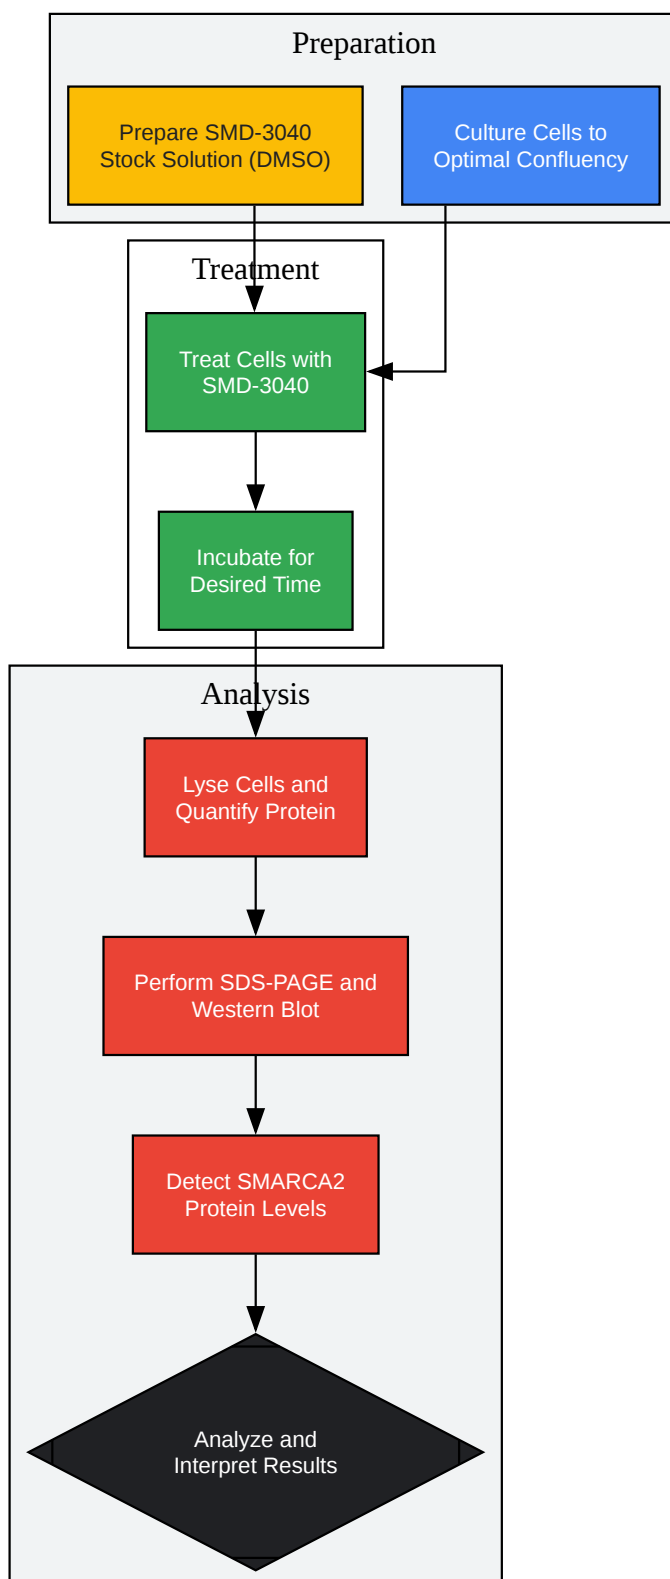 Preparation
Prepare SMD-3040
Stock Solution (DMSO)
Culture Cells to
Optimal Confluency
Treatment
Treat Cells with
SMD-3040
Incubate for
Desired Time
Analysis
Lyse Cells and
Quantify Protein
Perform SDS-PAGE and
Western Blot
Detect SMARCA2
Protein Levels
Analyze and
Interpret Results